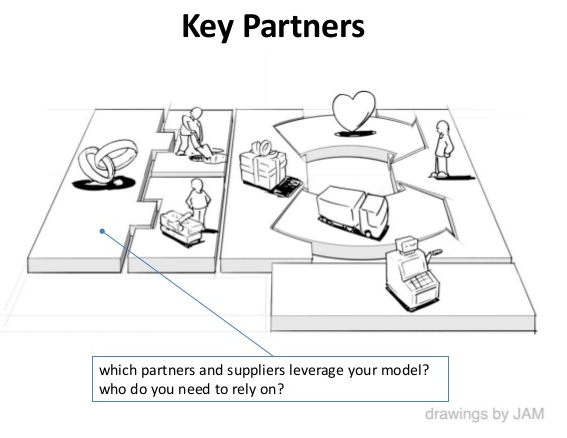 Key Partners
which partners and suppliers leverage your model?
who do you need to rely on?
drawings by JAM